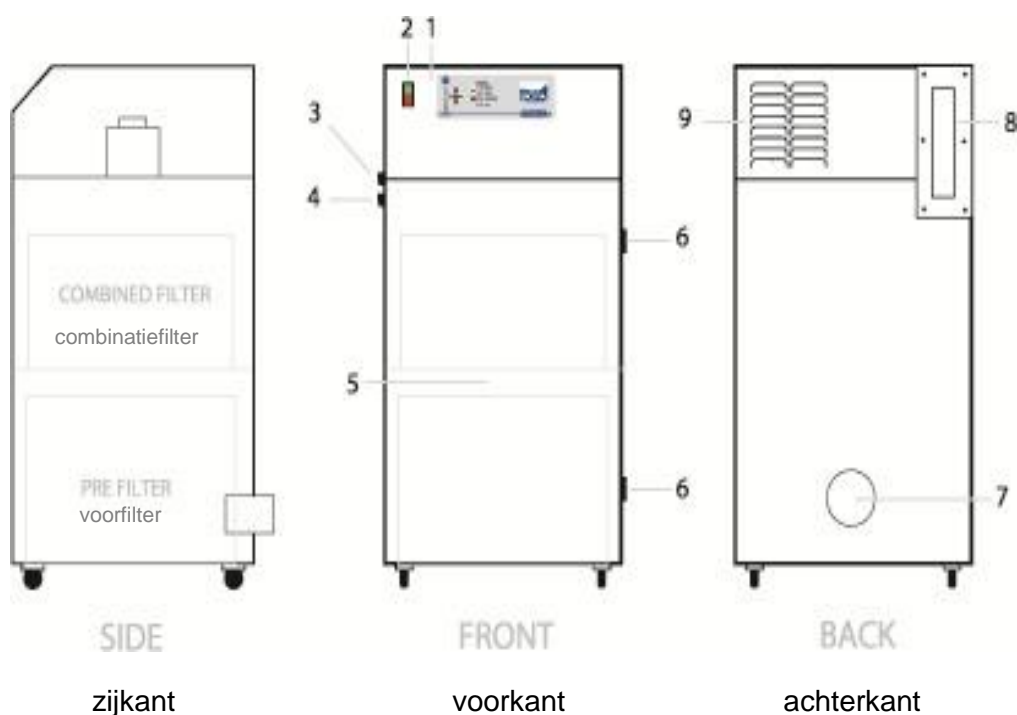 2 1
3
4
9
8
6
COMBINED FILTER
combinatiefilter
5
PRE FILTER
voorfilter
6
7
SIDE FRONT BACK
zijkant voorkant achterkant